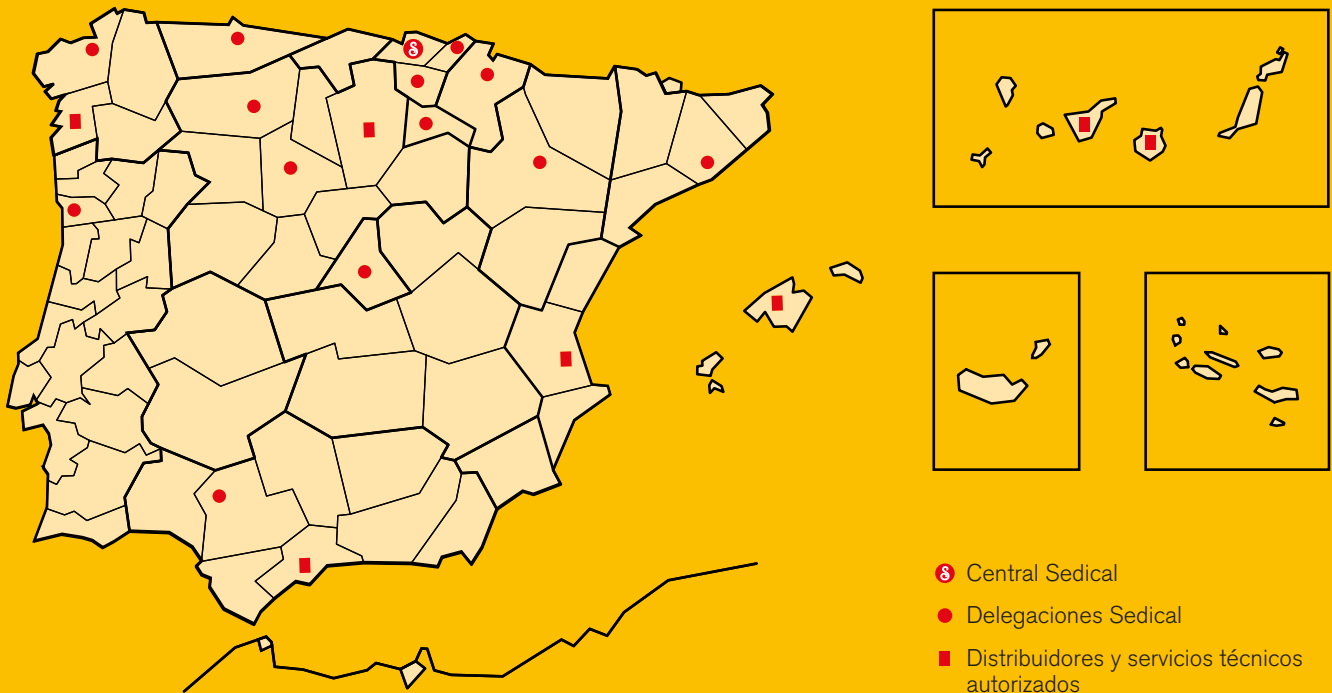 Central Sedical
Delegaciones Sedical
Distribuidores y servicios técnicos
autorizados